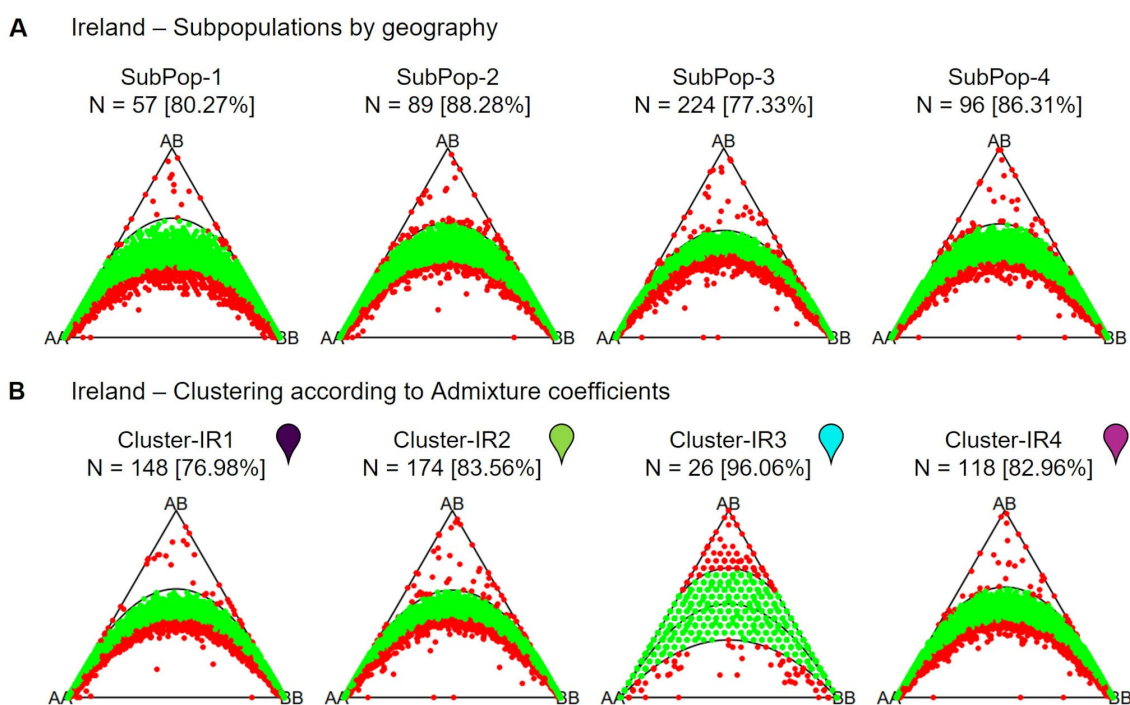 A Ireland – Subpopulations by geography
SubPop-1 SubPop-2 SubPop-3 SubPop-4
N = 57 [80.27%] N = 89 [88.28%] N = 224 [77.33%] N = 96 [86.31%]
AB AB AB AB
AA BB AA BB AA BB AA BB
B Ireland – Clustering according to Admixture coefficients
Cluster-IR1 Cluster-IR2 Cluster-IR3 Cluster-IR4
N = 148 [76.98%] N = 174 [83.56%] N = 26 [96.06%] N = 118 [82.96%]
AB AB AB AB
AA BB AA BB AA BB AA BB